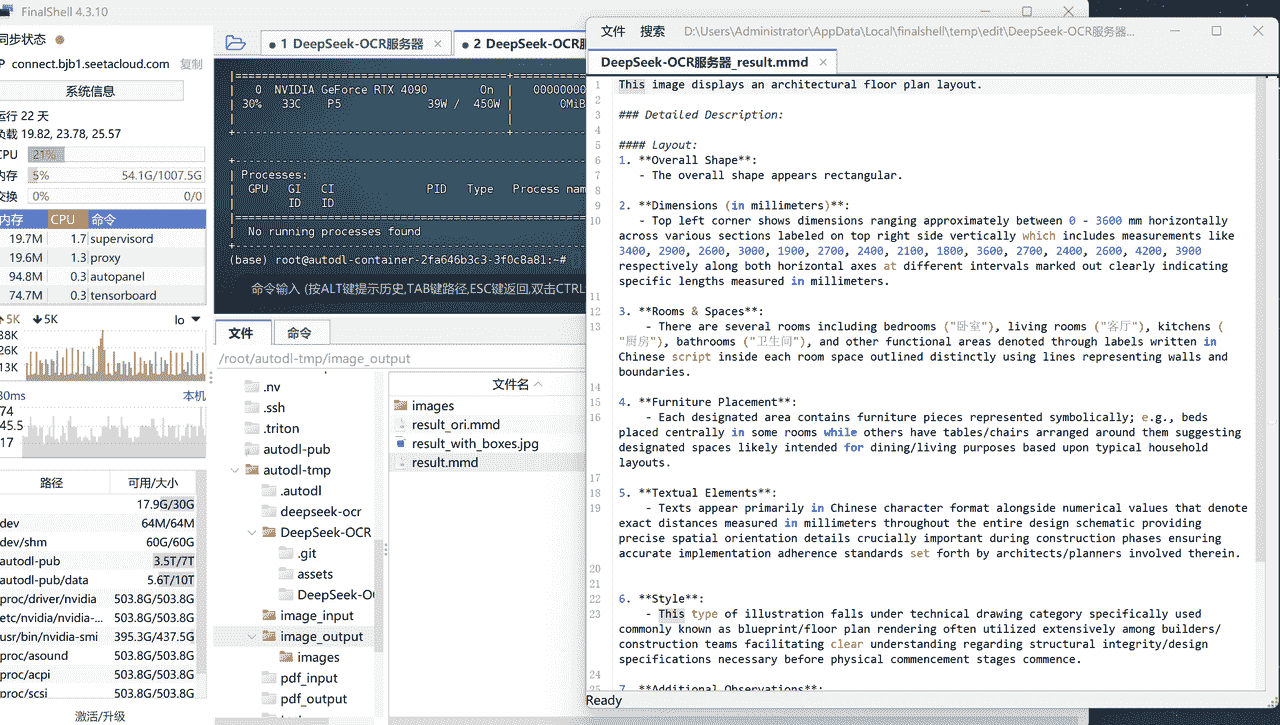 FinalShell 4.3.10
同步状态
P connect.bjb1.seetacloud.com 复制
系统信息
运行 22 天
负载 19.82, 23.78, 25.57
CPU 21%
内存 5% 54.1G/1007.5G
交换 0% 0/0
内存 CPU 命令
19.7M 1.7 supervisord
19.6M 1.3 proxy
94.8M 0.3 autopanel
74.7M 0.3 tensorboard
↑5K ↓5K lo
38K
26K
13K
30ms 本机
74
45.5
17
路径 可用/大小
17.9G/30G
dev 64M/64M
dev/shm 60G/60G
autodl-pub 3.5T/7T
autodl-pub/data 5.6T/10T
proc/driver/nvidia 503.8G/503.8G
etc/nvidia/nvidia-... 503.8G/503.8G
usr/bin/nvidia-smi 395.3G/437.5G
proc/asound 503.8G/503.8G
proc/acpi 503.8G/503.8G
proc/scsi 503.8G/503.8G
激活/升级
1 DeepSeek-OCR服务器
2 DeepSeek-OCR服
0 NVIDIA GeForce RTX 4090 On | 00000000
30% 33C P5 39W / 450W | 0MiB
Processes:
GPU GI CI PID Type Process nam
ID ID
No running processes found
(base) root@autodl-container-2fa646b3c3-3f0c8a81:~#
命令输入 (按ALT键提示历史,TAB键路径,ESC键返回,双击CTRL
文件 命令
/root/autodl-tmp/image_output
.nv
.ssh
.triton
autodl-pub
autodl-tmp
.autodl
deepseek-ocr
DeepSeek-OCR
.git
assets
DeepSeek-O
image_input
image_output
images
pdf_input
pdf_output
文件名
images
result_ori.mmd
result_with_boxes.jpg
result.mmd
文件 搜索 D:\Users\Administrator\AppData\Local\finalshell\temp\edit\DeepSeek-OCR服务器...
DeepSeek-OCR服务器_result.mmd
1 This image displays an architectural floor plan layout.
2
3 ### Detailed Description:
4
5 #### Layout:
6 1. **Overall Shape**:
7 - The overall shape appears rectangular.
8
9 2. **Dimensions (in millimeters)**:
10 - Top left corner shows dimensions ranging approximately between 0 - 3600 mm horizontally
across various sections labeled on top right side vertically which includes measurements like
3400, 2900, 2600, 3000, 1900, 2700, 2400, 2100, 1800, 3600, 2700, 2400, 2600, 4200, 3900
respectively along both horizontal axes at different intervals marked out clearly indicating
specific lengths measured in millimeters.
11
12 3. **Rooms & Spaces**:
13 - There are several rooms including bedrooms ("卧室"), living rooms ("客厅"), kitchens (
"厨房"), bathrooms ("卫生间"), and other functional areas denoted through labels written in
Chinese script inside each room space outlined distinctly using lines representing walls and
boundaries.
14
15 4. **Furniture Placement**:
16 - Each designated area contains furniture pieces represented symbolically; e.g., beds
placed centrally in some rooms while others have tables/chairs arranged around them suggesting
designated spaces likely intended for dining/living purposes based upon typical household
layouts.
17
18 5. **Textual Elements**:
19 - Texts appear primarily in Chinese character format alongside numerical values that denote
exact distances measured in millimeters throughout the entire design schematic providing
precise spatial orientation details crucially important during construction phases ensuring
accurate implementation adherence standards set forth by architects/planners involved therein.
20
21
22 6. **Style**:
23 - This type of illustration falls under technical drawing category specifically used
commonly known as blueprint/floor plan rendering often utilized extensively among builders/
construction teams facilitating clear understanding regarding structural integrity/design
specifications necessary before physical commencement stages commence.
24
25 7. **Additional Observations**:
Ready